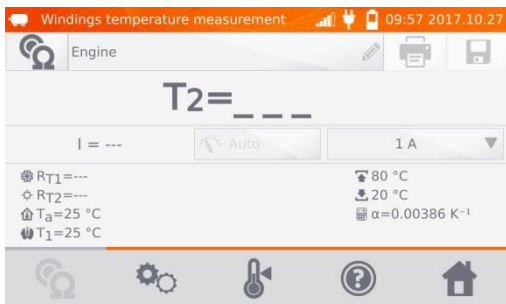 Windings temperature measurement 09:57 2017.10.27
Engine
T2=_ _ _
I = --- Auto 1 A
RT1=--- 80 °C
RT2=--- 20 °C
Ta=25 °C α=0.00386 K⁻¹
T1=25 °C